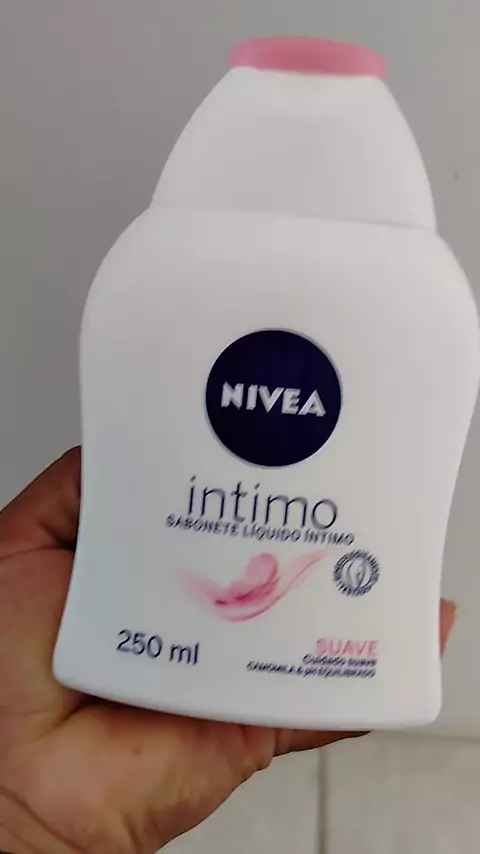 NIVEA
intimo
SABONETE LÍQUIDO ÍNTIMO
250 ml
SUAVE
Cuidado suave
CAMOMILA & pH EQUILIBRADO